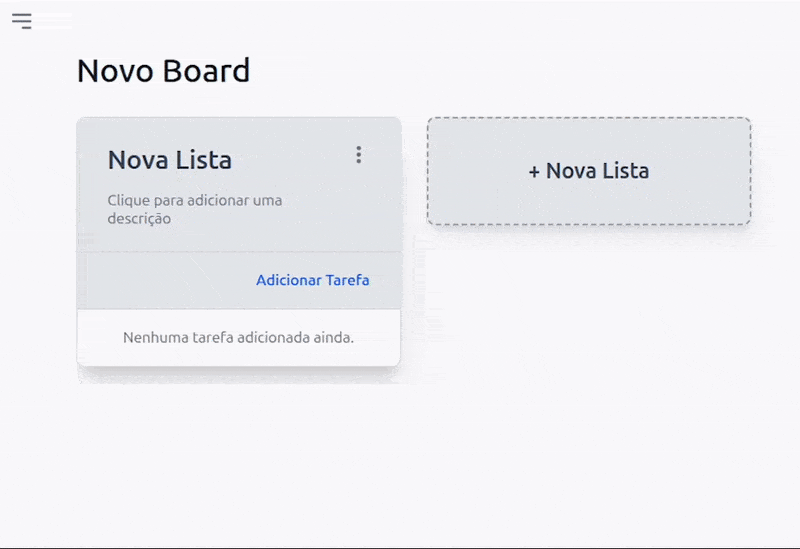 Novo Board
Nova Lista
Clique para adicionar uma
descrição
Adicionar Tarefa
Nenhuma tarefa adicionada ainda.
+ Nova Lista